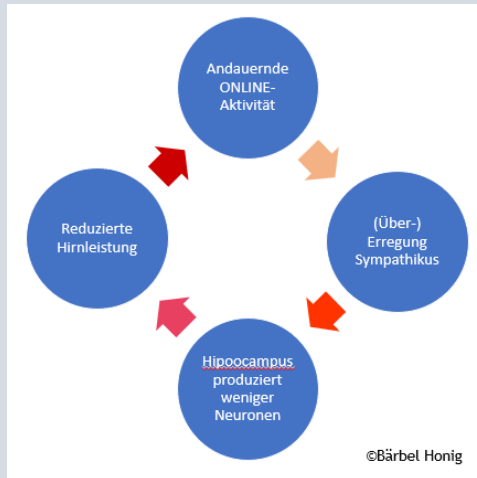 Andauernde
ONLINE-
Aktivität
(Über-)
Erregung
Sympathikus
Hipoocampus
produziert
weniger
Neuronen
Reduzierte
Hirnleistung
©Bärbel Honig